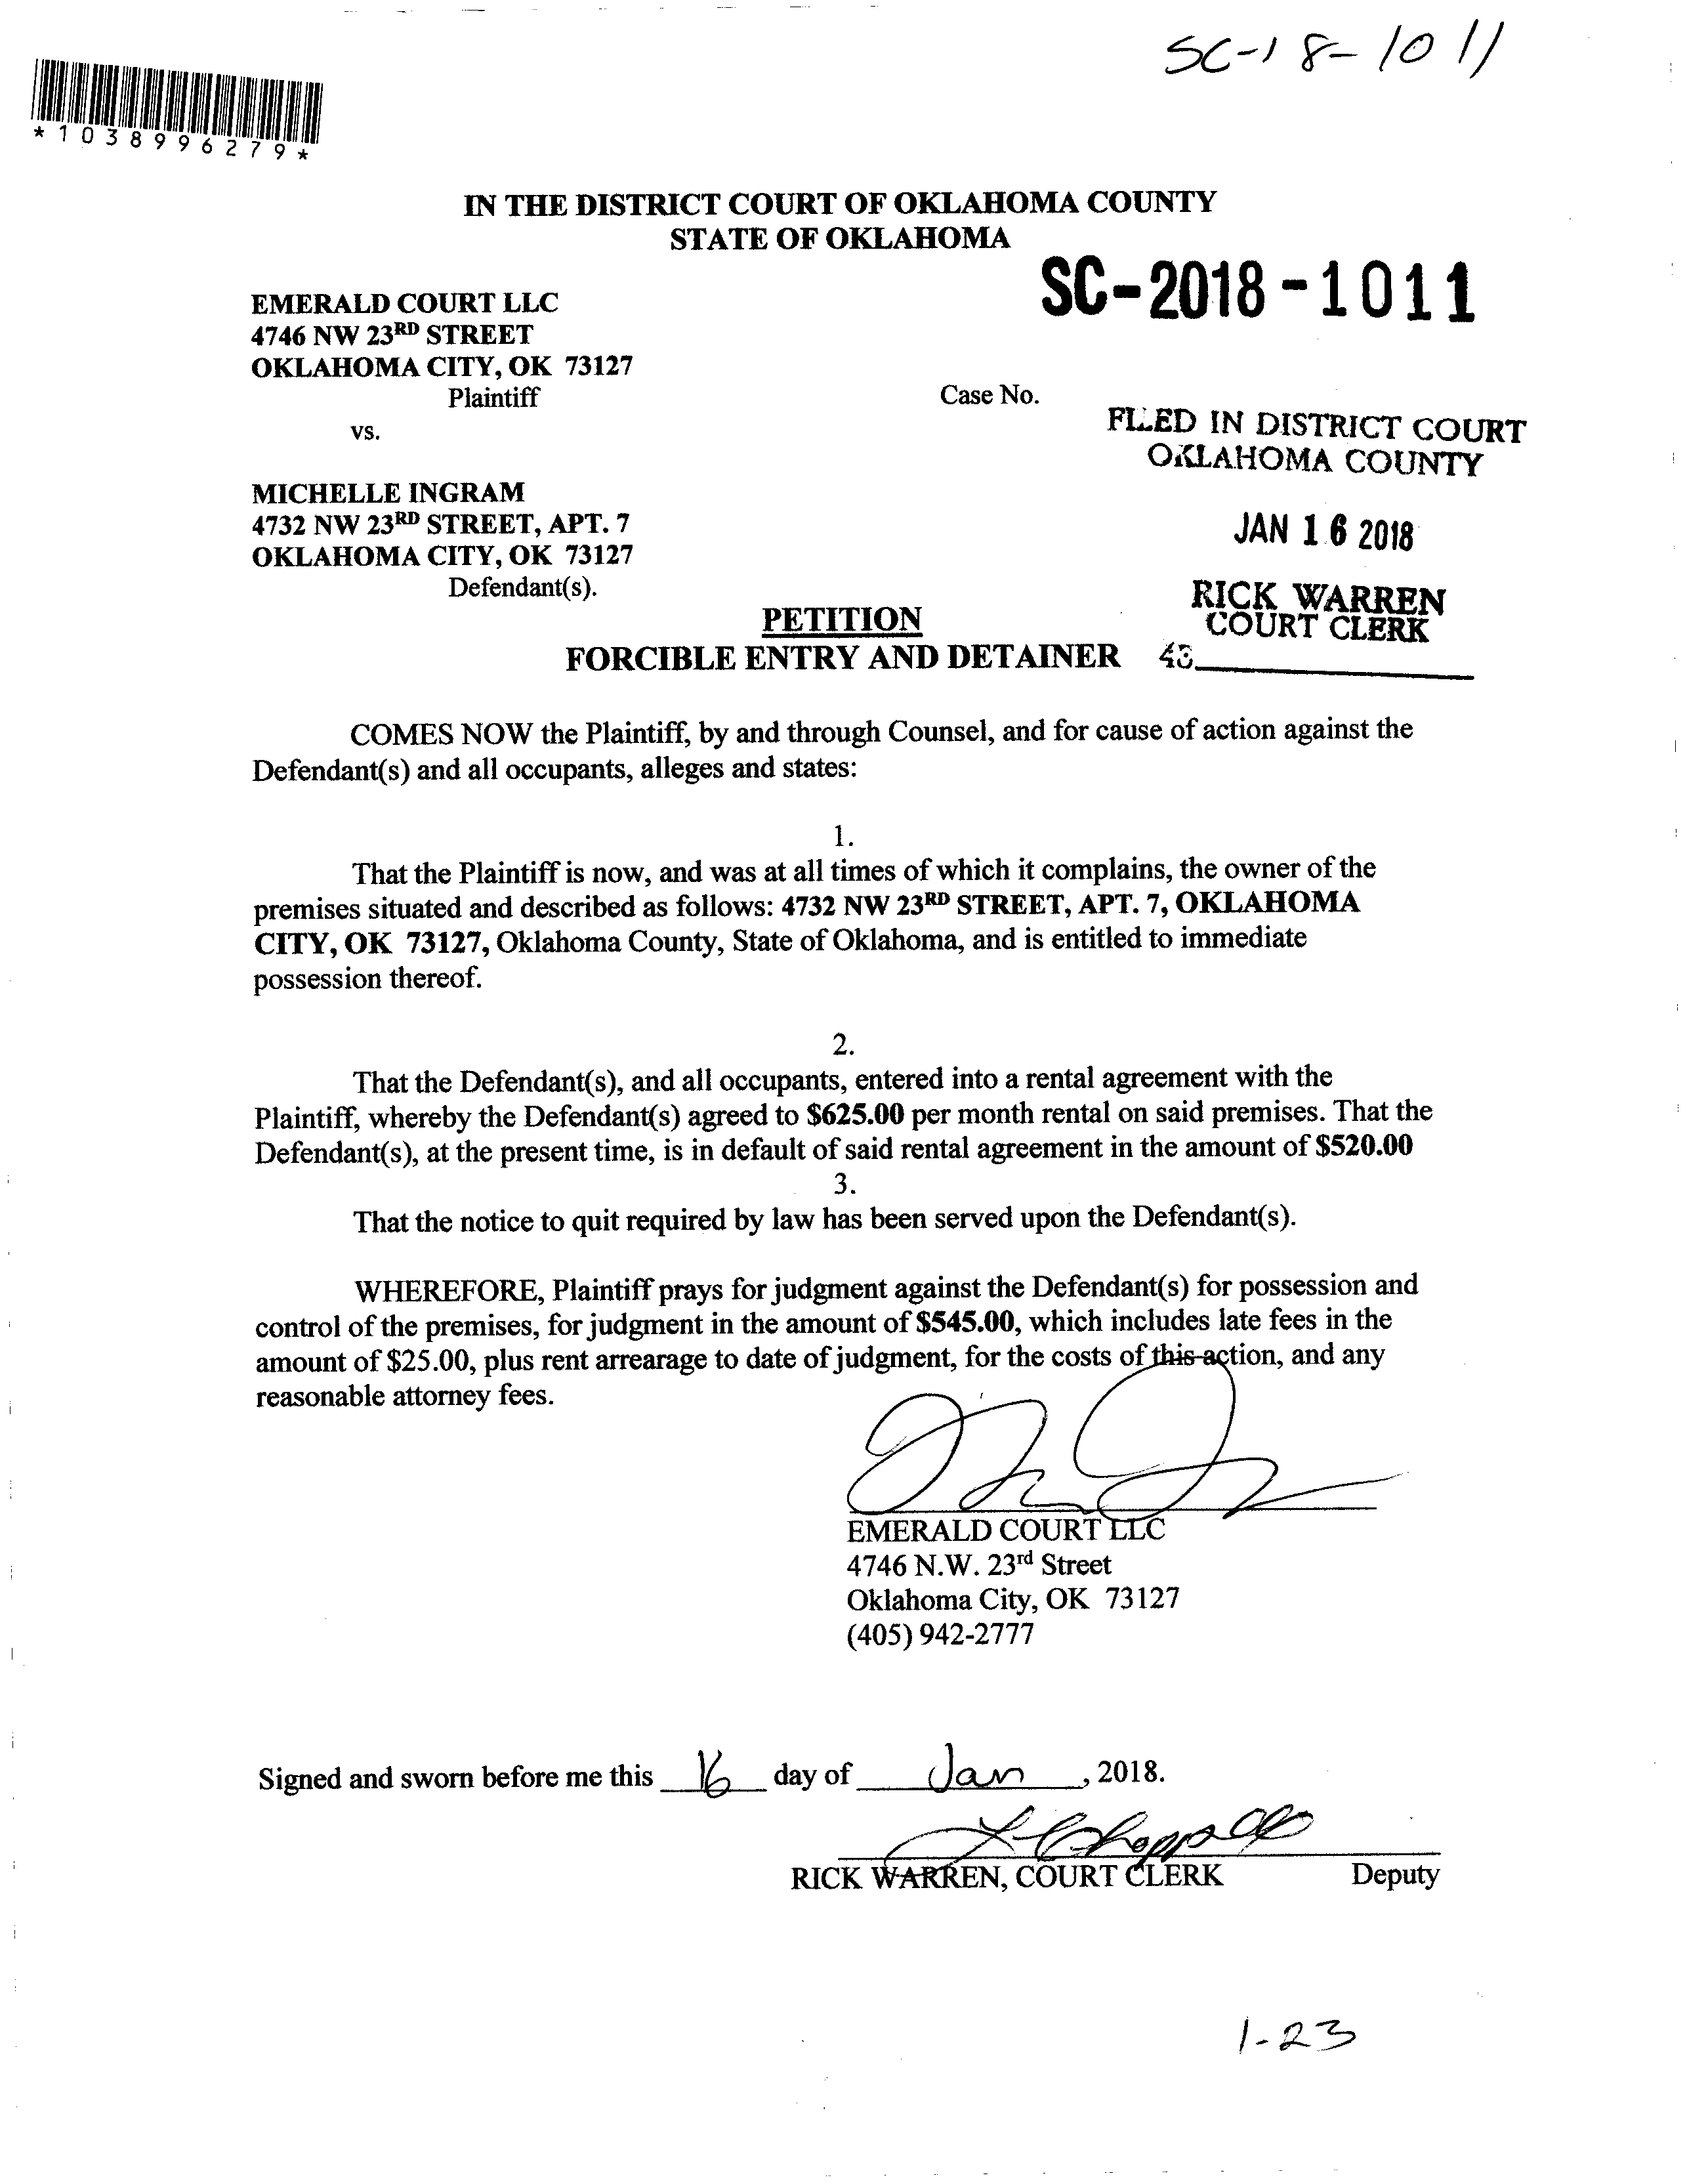 SC-18-1011
*1038996279*
IN THE DISTRICT COURT OF OKLAHOMA COUNTY
STATE OF OKLAHOMA
SC-2018-1011
EMERALD COURT LLC
4746 NW 23RD STREET
OKLAHOMA CITY, OK 73127
Plaintiff
Case No.
vs.
FILED IN DISTRICT COURT
OKLAHOMA COUNTY
MICHELLE INGRAM
4732 NW 23RD STREET, APT. 7
OKLAHOMA CITY, OK 73127
Defendant(s).
JAN 16 2018
RICK WARREN
COURT CLERK
43
PETITION
FORCIBLE ENTRY AND DETAINER
COMES NOW the Plaintiff, by and through Counsel, and for cause of action against the
Defendant(s) and all occupants, alleges and states:
1.
That the Plaintiff is now, and was at all times of which it complains, the owner of the
premises situated and described as follows: 4732 NW 23RD STREET, APT. 7, OKLAHOMA
CITY, OK 73127, Oklahoma County, State of Oklahoma, and is entitled to immediate
possession thereof.
2.
That the Defendant(s), and all occupants, entered into a rental agreement with the
Plaintiff, whereby the Defendant(s) agreed to $625.00 per month rental on said premises. That the
Defendant(s), at the present time, is in default of said rental agreement in the amount of $520.00
3.
That the notice to quit required by law has been served upon the Defendant(s).
WHEREFORE, Plaintiff prays for judgment against the Defendant(s) for possession and
control of the premises, for judgment in the amount of $545.00, which includes late fees in the
amount of $25.00, plus rent arrearage to date of judgment, for the costs of this action, and any
reasonable attorney fees.
EMERALD COURT LLC
4746 N.W. 23rd Street
Oklahoma City, OK 73127
(405) 942-2777
Signed and sworn before me this 16 day of Jan, 2018.
RICK WARREN, COURT CLERK Deputy
1-23